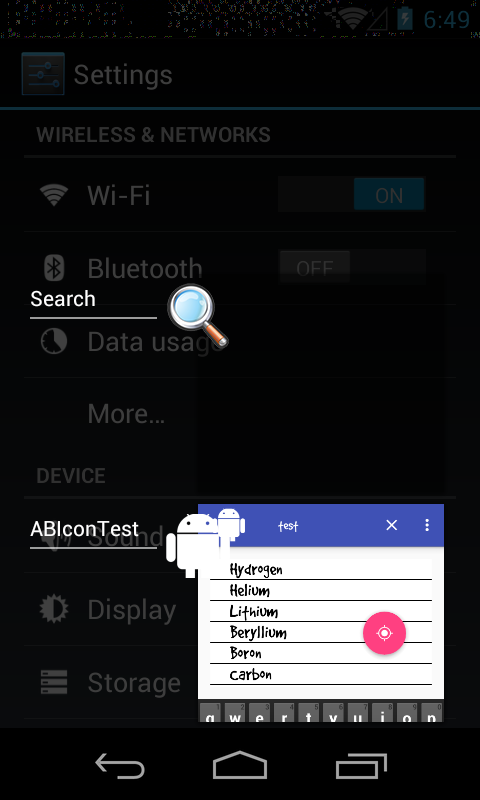 6:49
Settings
WIRELESS & NETWORKS
Wi-Fi
ON
Bluetooth
OFF
Search
Data usage
More...
DEVICE
ABIconTest
Sound
test
Hydrogen
Helium
Lithium
Display
Beryllium
Boron
Carbon
Storage
q w e r t y u i o p